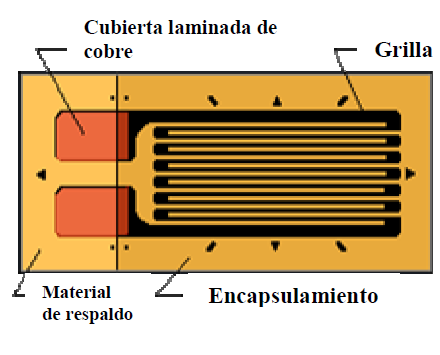 Cubierta laminada de
cobre
Grilla
Material
de respaldo
Encapsulamiento